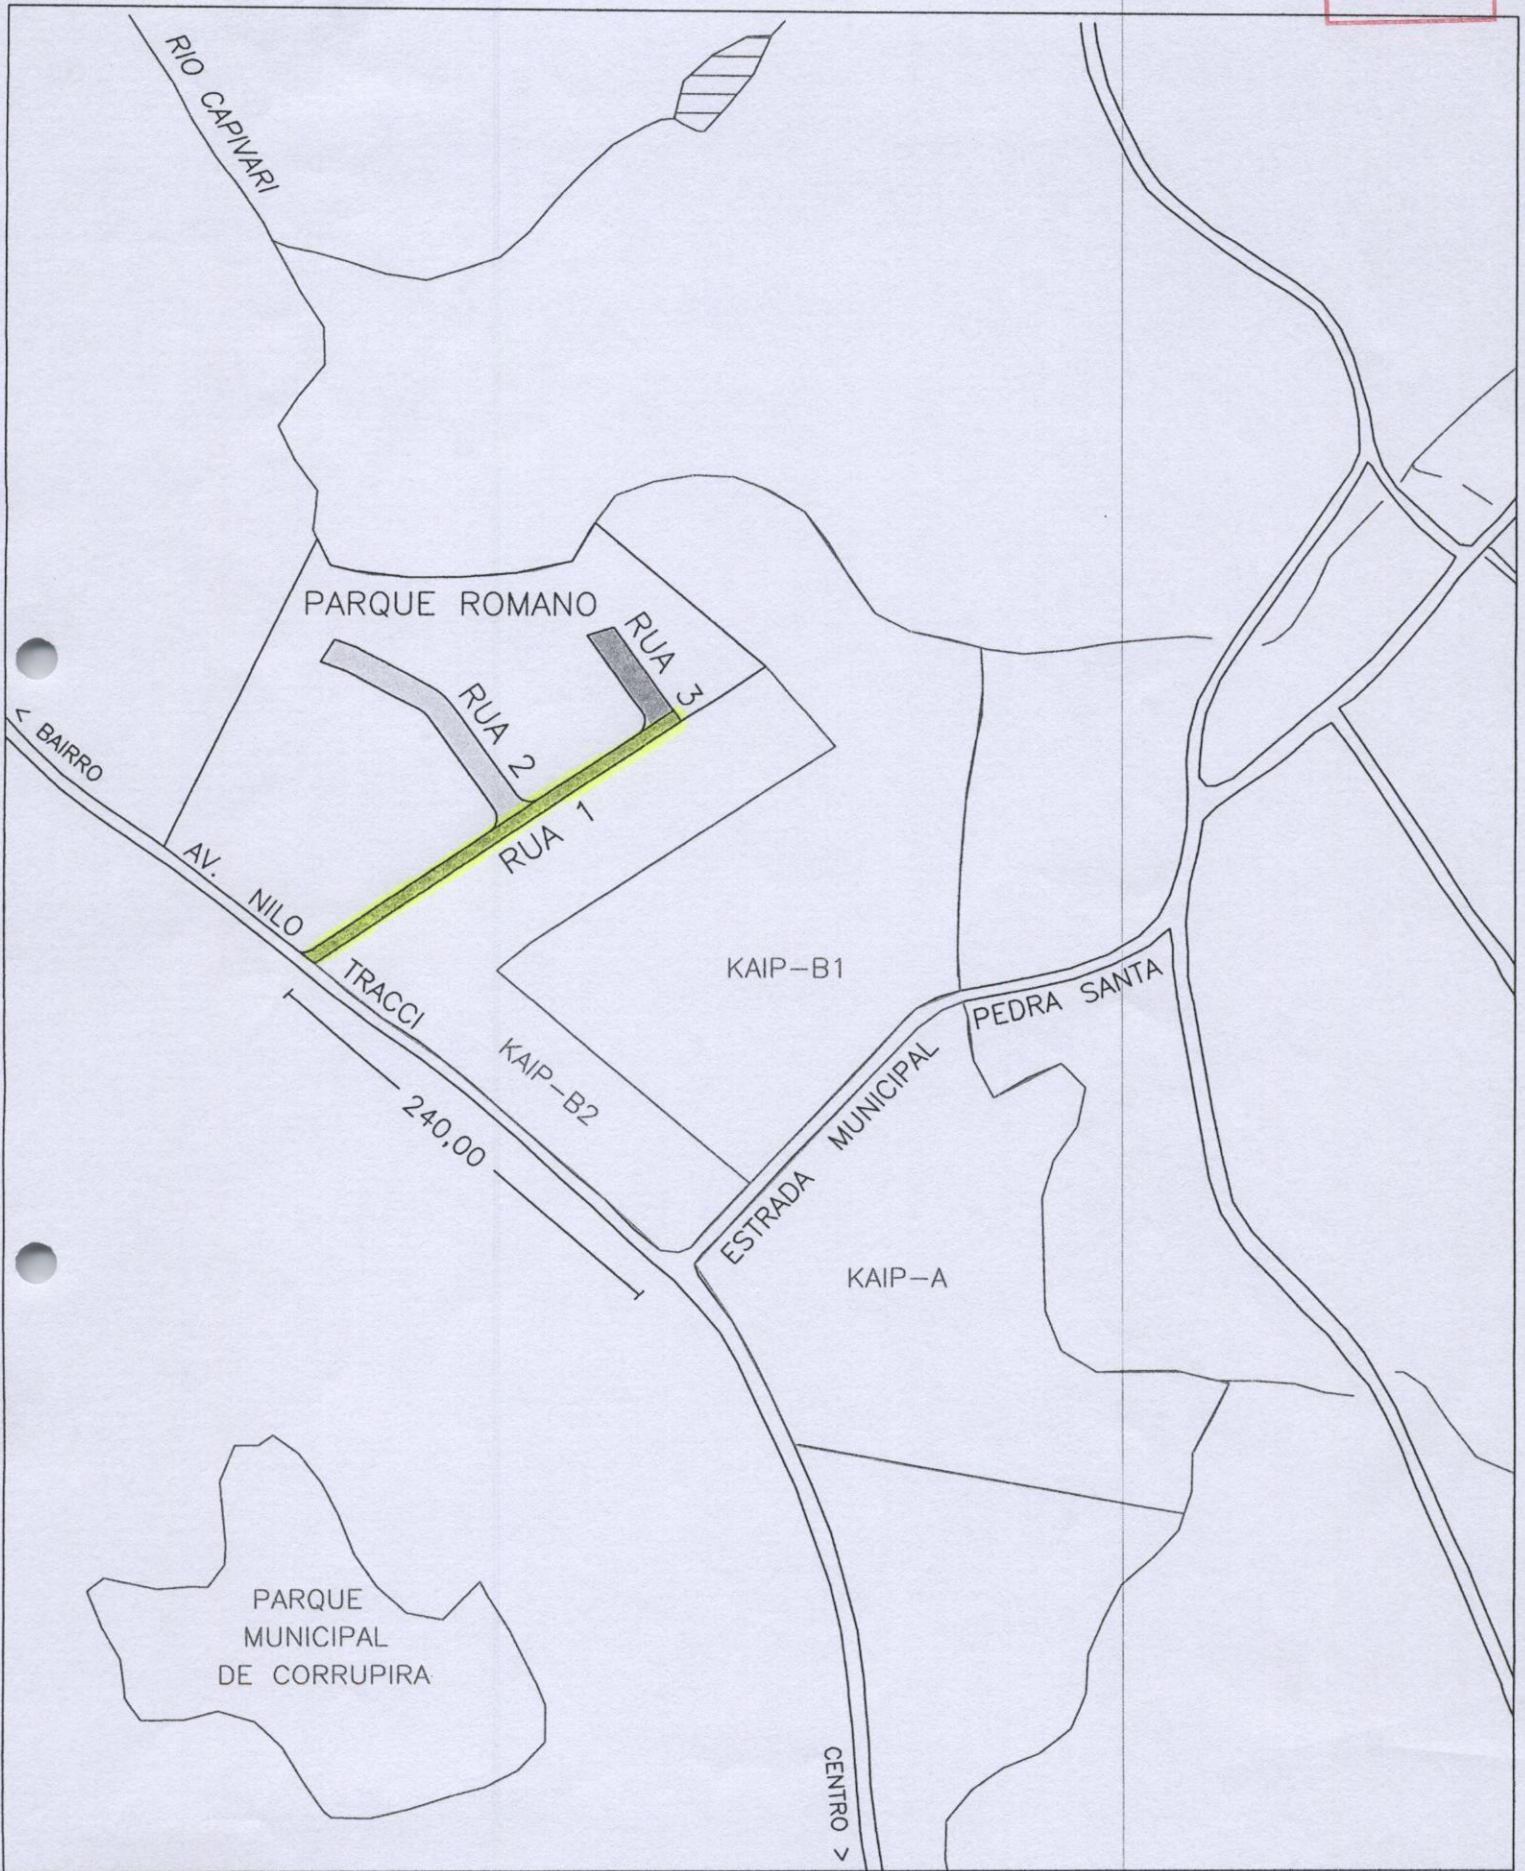 RIO CAPIVARI
PARQUE ROMANO
RUA 3
RUA 2
RUA 1
< BAIRRO
AV. NILO TRACCI
240,00
KAIP-B1
KAIP-B2
ESTRADA MUNICIPAL PEDRA SANTA
KAIP-A
PARQUE
MUNICIPAL
DE CORRUPIRA
CENTRO >